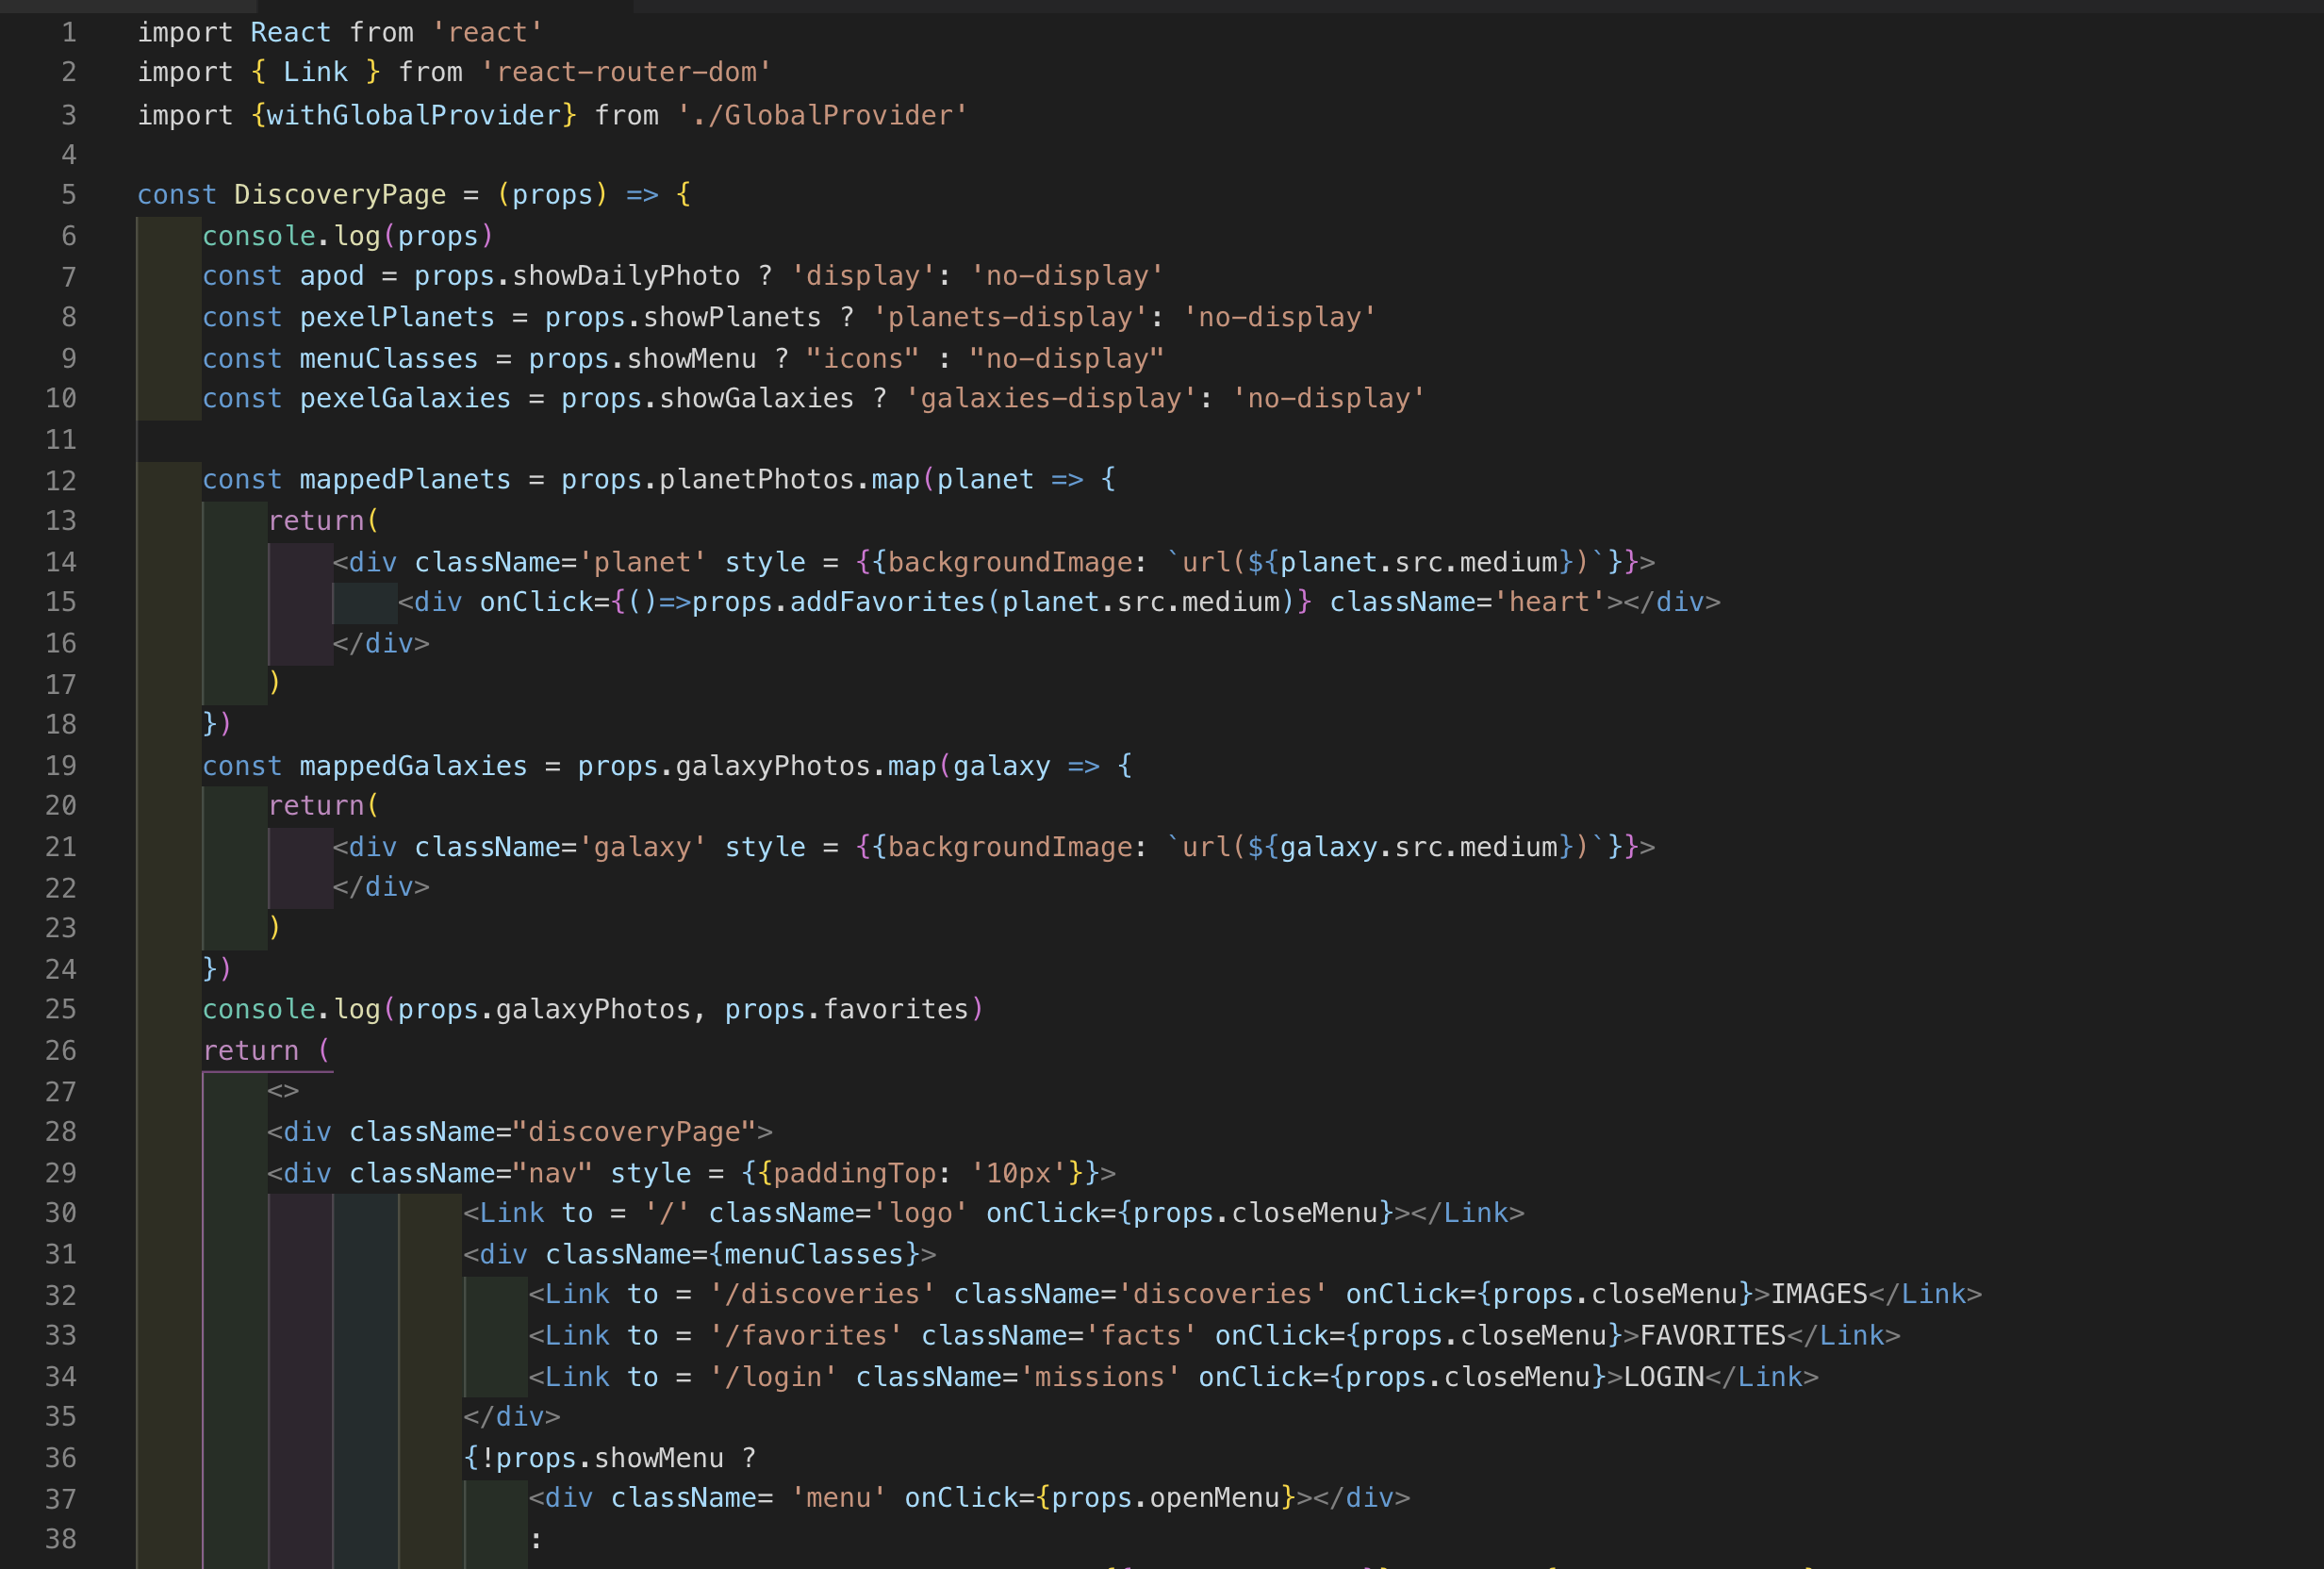 1 import React from 'react'
2 import { Link } from 'react-router-dom'
3 import {withGlobalProvider} from './GlobalProvider'
4
5 const DiscoveryPage = (props) => {
6     console.log(props)
7     const apod = props.showDailyPhoto ? 'display': 'no-display'
8     const pexelPlanets = props.showPlanets ? 'planets-display': 'no-display'
9     const menuClasses = props.showMenu ? "icons" : "no-display"
10     const pexelGalaxies = props.showGalaxies ? 'galaxies-display': 'no-display'
11
12     const mappedPlanets = props.planetPhotos.map(planet => {
13         return(
14             <div className='planet' style = {{backgroundImage: `url(${planet.src.medium})`}}>
15                 <div onClick={()=>props.addFavorites(planet.src.medium)} className='heart'></div>
16             </div>
17         )
18     })
19     const mappedGalaxies = props.galaxyPhotos.map(galaxy => {
20         return(
21             <div className='galaxy' style = {{backgroundImage: `url(${galaxy.src.medium})`}}>
22             </div>
23         )
24     })
25     console.log(props.galaxyPhotos, props.favorites)
26     return (
27         <>
28         <div className="discoveryPage">
29         <div className="nav" style = {{paddingTop: '10px'}}>
30                     <Link to = '/' className='logo' onClick={props.closeMenu}></Link>
31                     <div className={menuClasses}>
32                         <Link to = '/discoveries' className='discoveries' onClick={props.closeMenu}>IMAGES</Link>
33                         <Link to = '/favorites' className='facts' onClick={props.closeMenu}>FAVORITES</Link>
34                         <Link to = '/login' className='missions' onClick={props.closeMenu}>LOGIN</Link>
35                     </div>
36                     {!props.showMenu ?
37                         <div className= 'menu' onClick={props.openMenu}></div>
38                         :